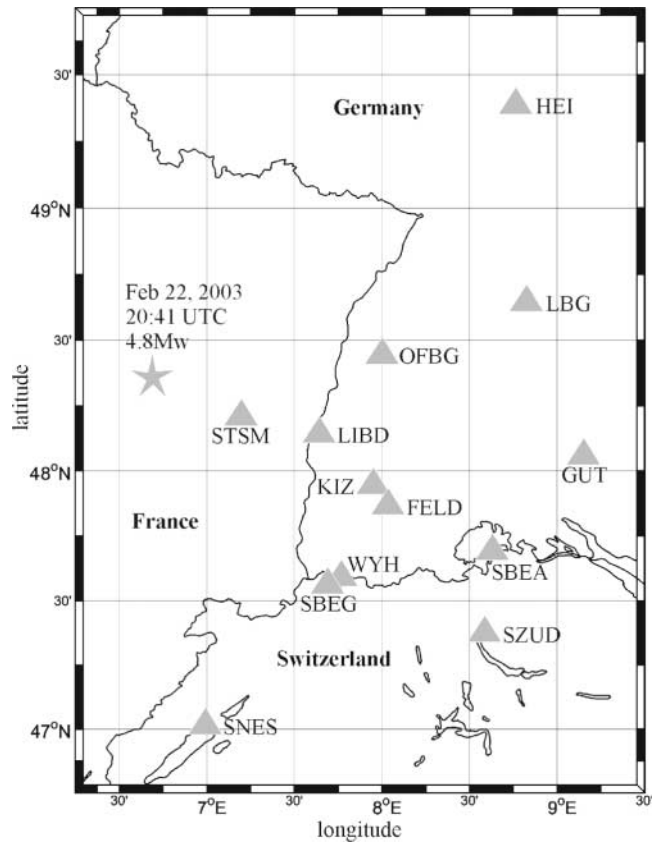 30'
Germany
HEI
49°N
Feb 22, 2003
20:41 UTC
4.8Mw
LBG
30'
OFBG
latitude
STSM
LIBD
48°N
GUT
KIZ
France
FELD
WYH
SBEA
SBEG
30'
SZUD
Switzerland
47°N
SNES
30' 7°E 30' 8°E 30' 9°E
longitude